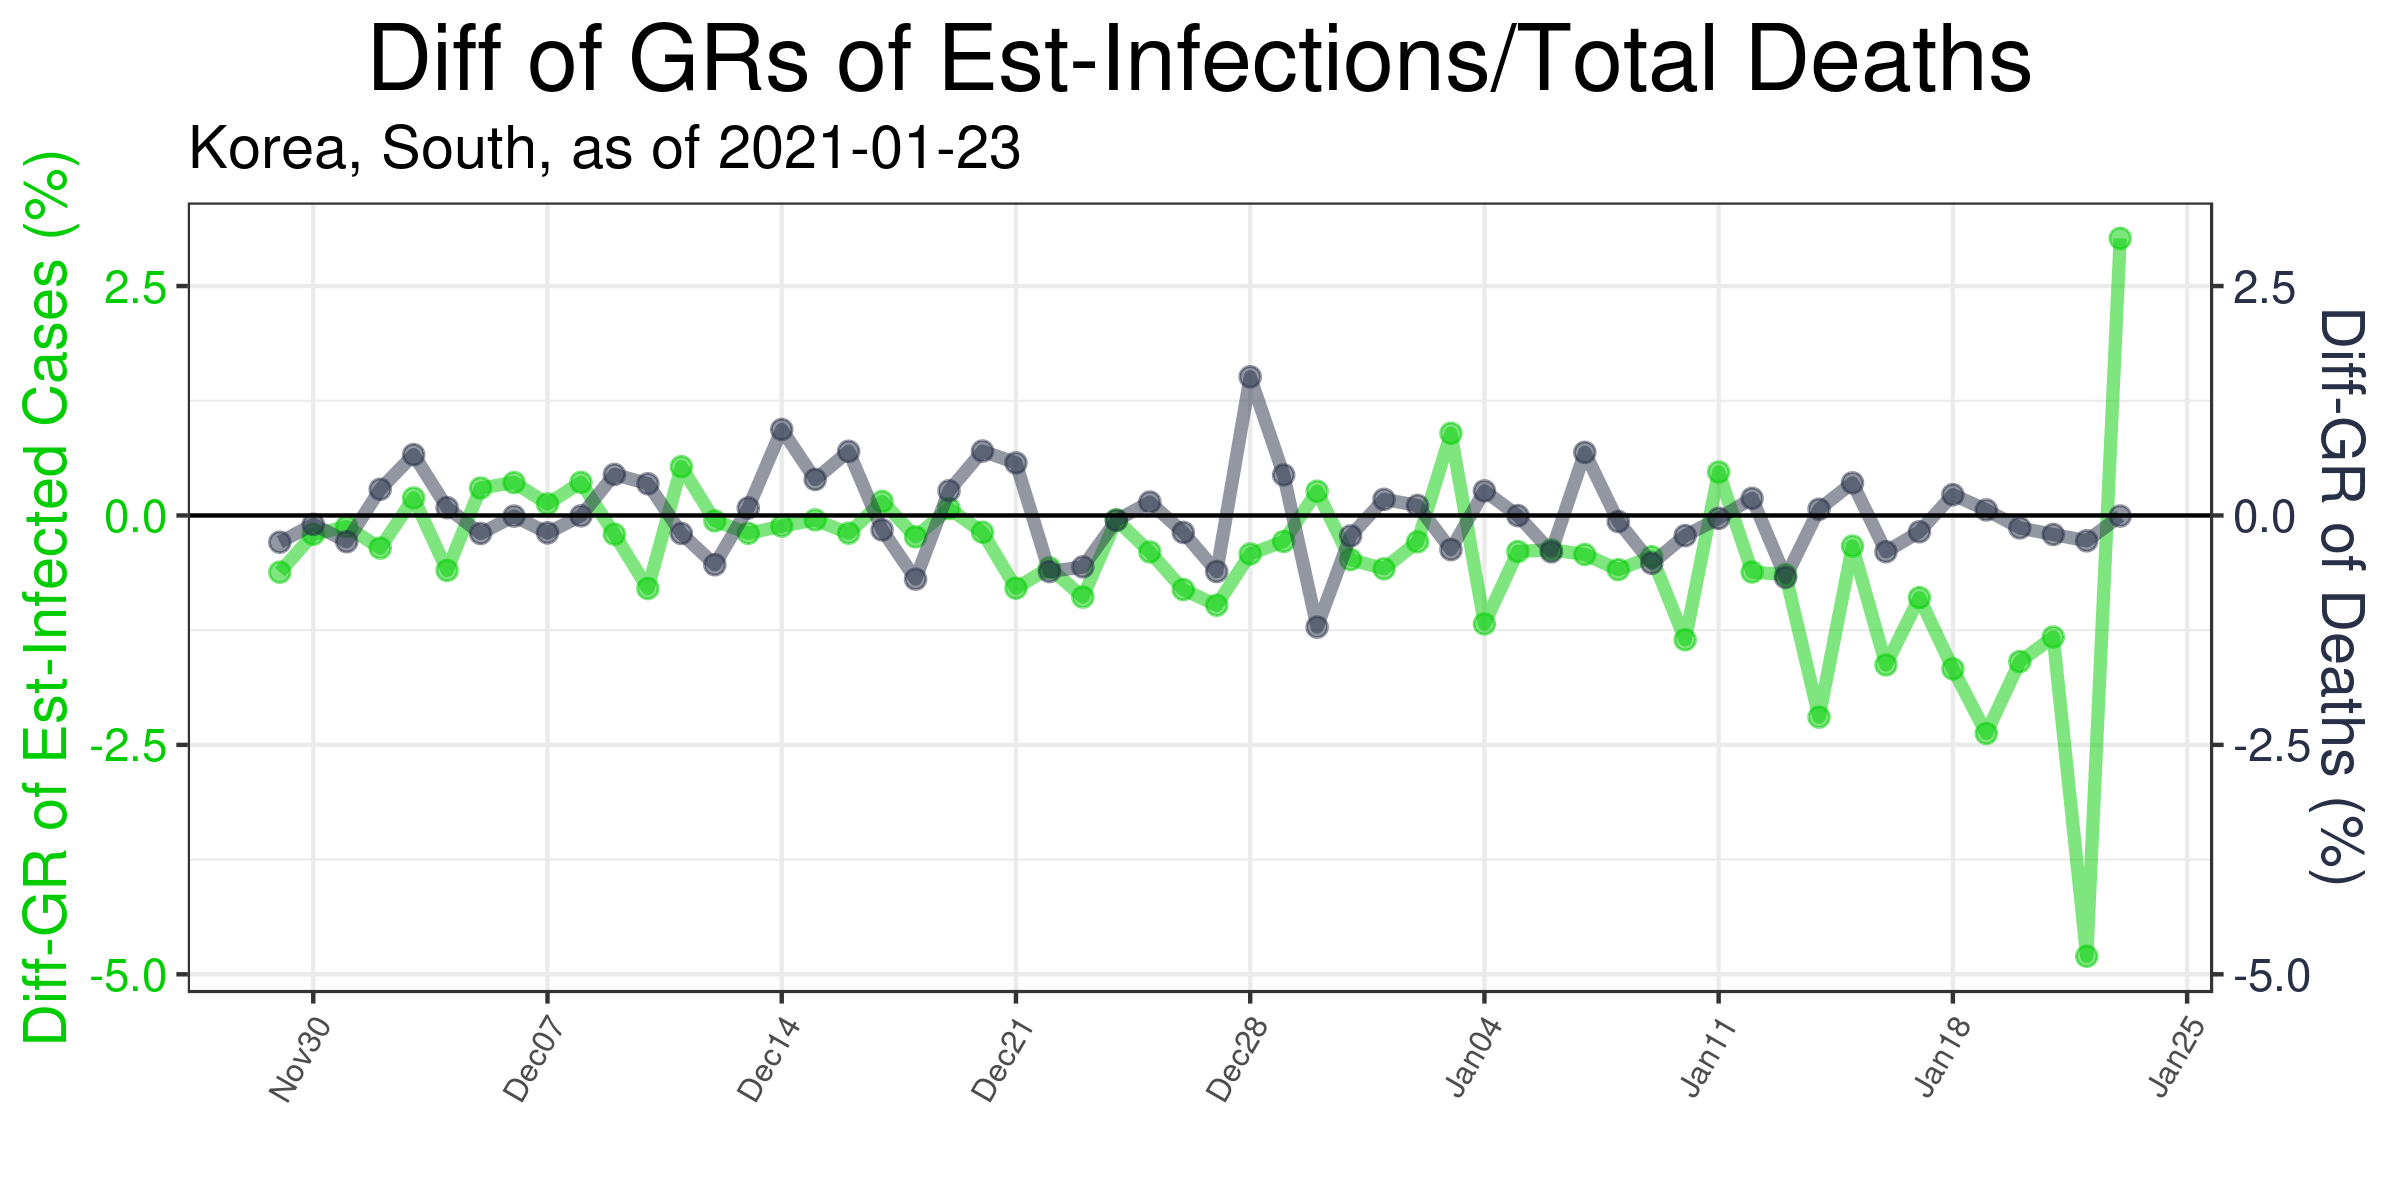 Diff of GRs of Est-Infections/Total Deaths
Korea, South, as of 2021-01-23
Diff-GR of Est-Infected Cases (%)
2.5
0.0
-2.5
-5.0
2.5
0.0
-2.5
-5.0
Diff-GR of Deaths (%)
Nov30
Dec07
Dec14
Dec21
Dec28
Jan04
Jan11
Jan18
Jan25